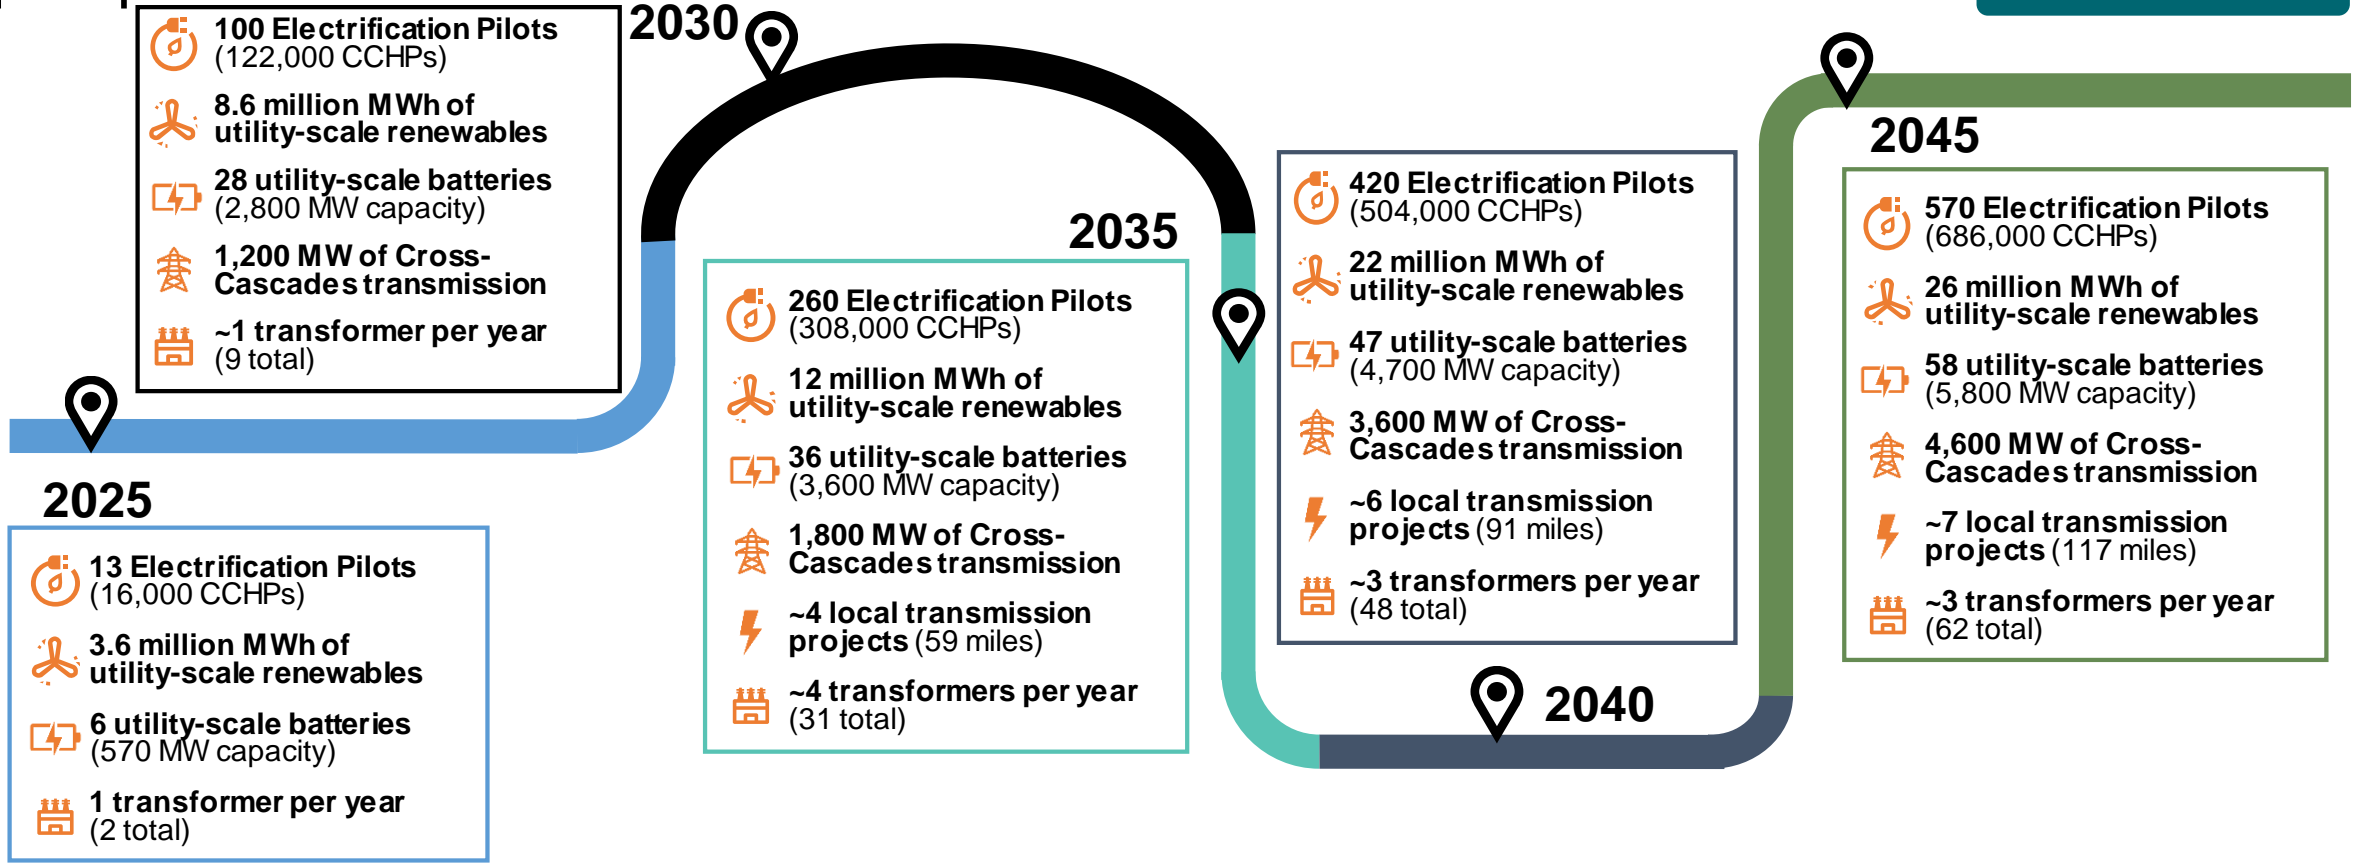 2030
100 Electrification Pilots
(122,000 CCHPs)
8.6 million MWh of
utility-scale renewables
28 utility-scale batteries
(2,800 MW capacity)
1,200 MW of Cross-
Cascades transmission
~1 transformer per year
(9 total)
2025
13 Electrification Pilots
(16,000 CCHPs)
3.6 million MWh of
utility-scale renewables
6 utility-scale batteries
(570 MW capacity)
1 transformer per year
(2 total)
2035
260 Electrification Pilots
(308,000 CCHPs)
12 million MWh of
utility-scale renewables
36 utility-scale batteries
(3,600 MW capacity)
1,800 MW of Cross-
Cascades transmission
~4 local transmission
projects (59 miles)
~4 transformers per year
(31 total)
420 Electrification Pilots
(504,000 CCHPs)
22 million MWh of
utility-scale renewables
47 utility-scale batteries
(4,700 MW capacity)
3,600 MW of Cross-
Cascades transmission
~6 local transmission
projects (91 miles)
~3 transformers per year
(48 total)
2040
2045
570 Electrification Pilots
(686,000 CCHPs)
26 million MWh of
utility-scale renewables
58 utility-scale batteries
(5,800 MW capacity)
4,600 MW of Cross-
Cascades transmission
~7 local transmission
projects (117 miles)
~3 transformers per year
(62 total)